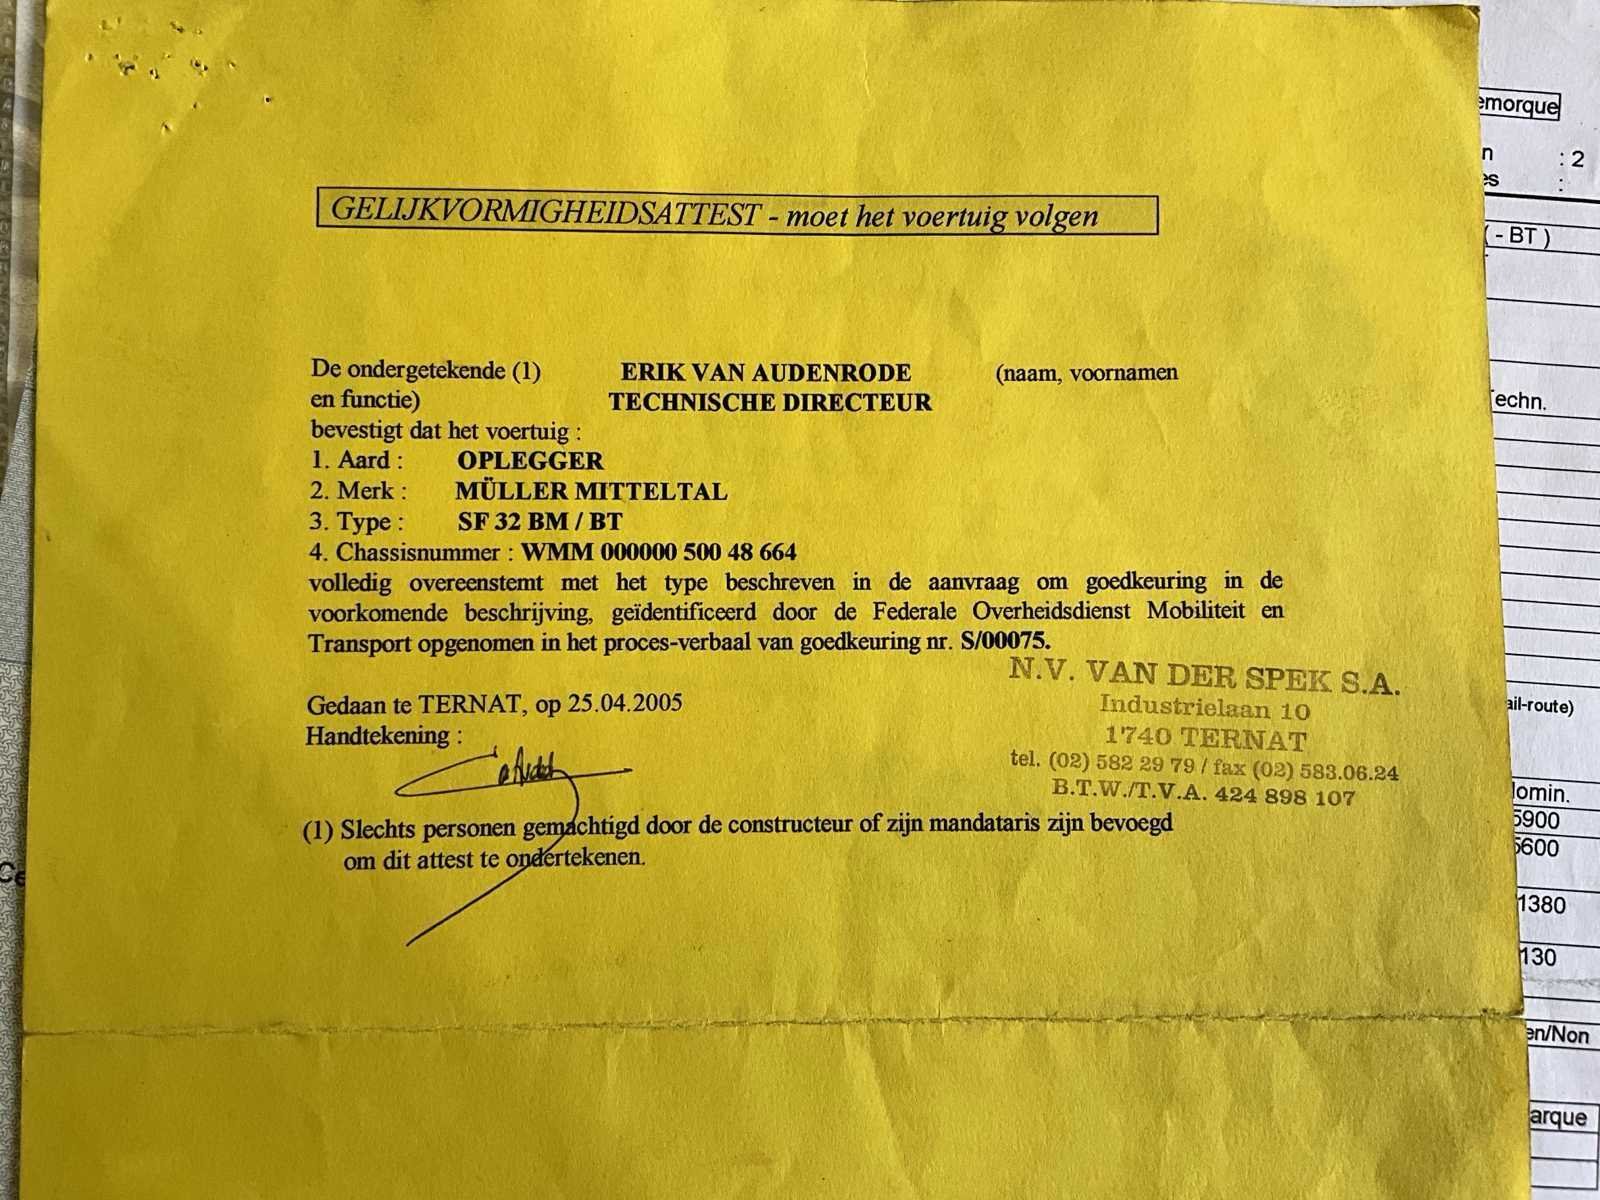 GELIJKVORMIGHEIDSATTEST - moet het voertuig volgen
De ondergetekende (1) ERIK VAN AUDENRODE (naam, voornamen
en functie) TECHNISCHE DIRECTEUR
bevestigt dat het voertuig :
1. Aard : OPLEGGER
2. Merk : MÜLLER MITTELTAL
3. Type : SF 32 BM / BT
4. Chassisnummer : WMM 000000 500 48 664
volledig overeenstemt met het type beschreven in de aanvraag om goedkeuring in de
voorkomende beschrijving, geïdentificeerd door de Federale Overheidsdienst Mobiliteit en
Transport opgenomen in het proces-verbaal van goedkeuring nr. S/00075.
N.V. VAN DER SPEK S.A.
Industrielaan 10
1740 TERNAT
tel. (02) 582 29 79 / fax (02) 583.06.24
B.T.W./T.V.A. 424 898 107
Gedaan te TERNAT, op 25.04.2005
Handtekening :
(1) Slechts personen gemachtigd door de constructeur of zijn mandataris zijn bevoegd
om dit attest te ondertekenen.
emorque
n : 2
es :
( - BT )
echn.
ail-route)
omin.
5900
5600
1380
130
en/Non
arque